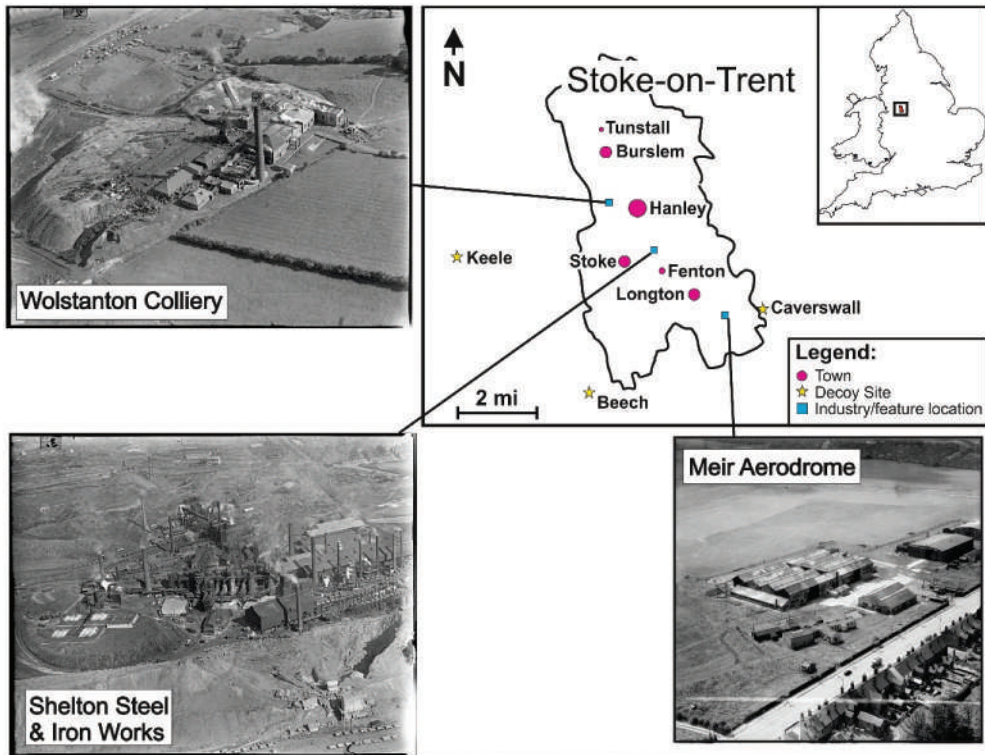 Wolstanton Colliery
N
Stoke-on-Trent
Tunstall
Burslem
Hanley
Keele
Stoke
Fenton
Longton
Caverswall
Beech
2 mi
Legend:
Town
Decoy Site
Industry/feature location
Shelton Steel
& Iron Works
Meir Aerodrome